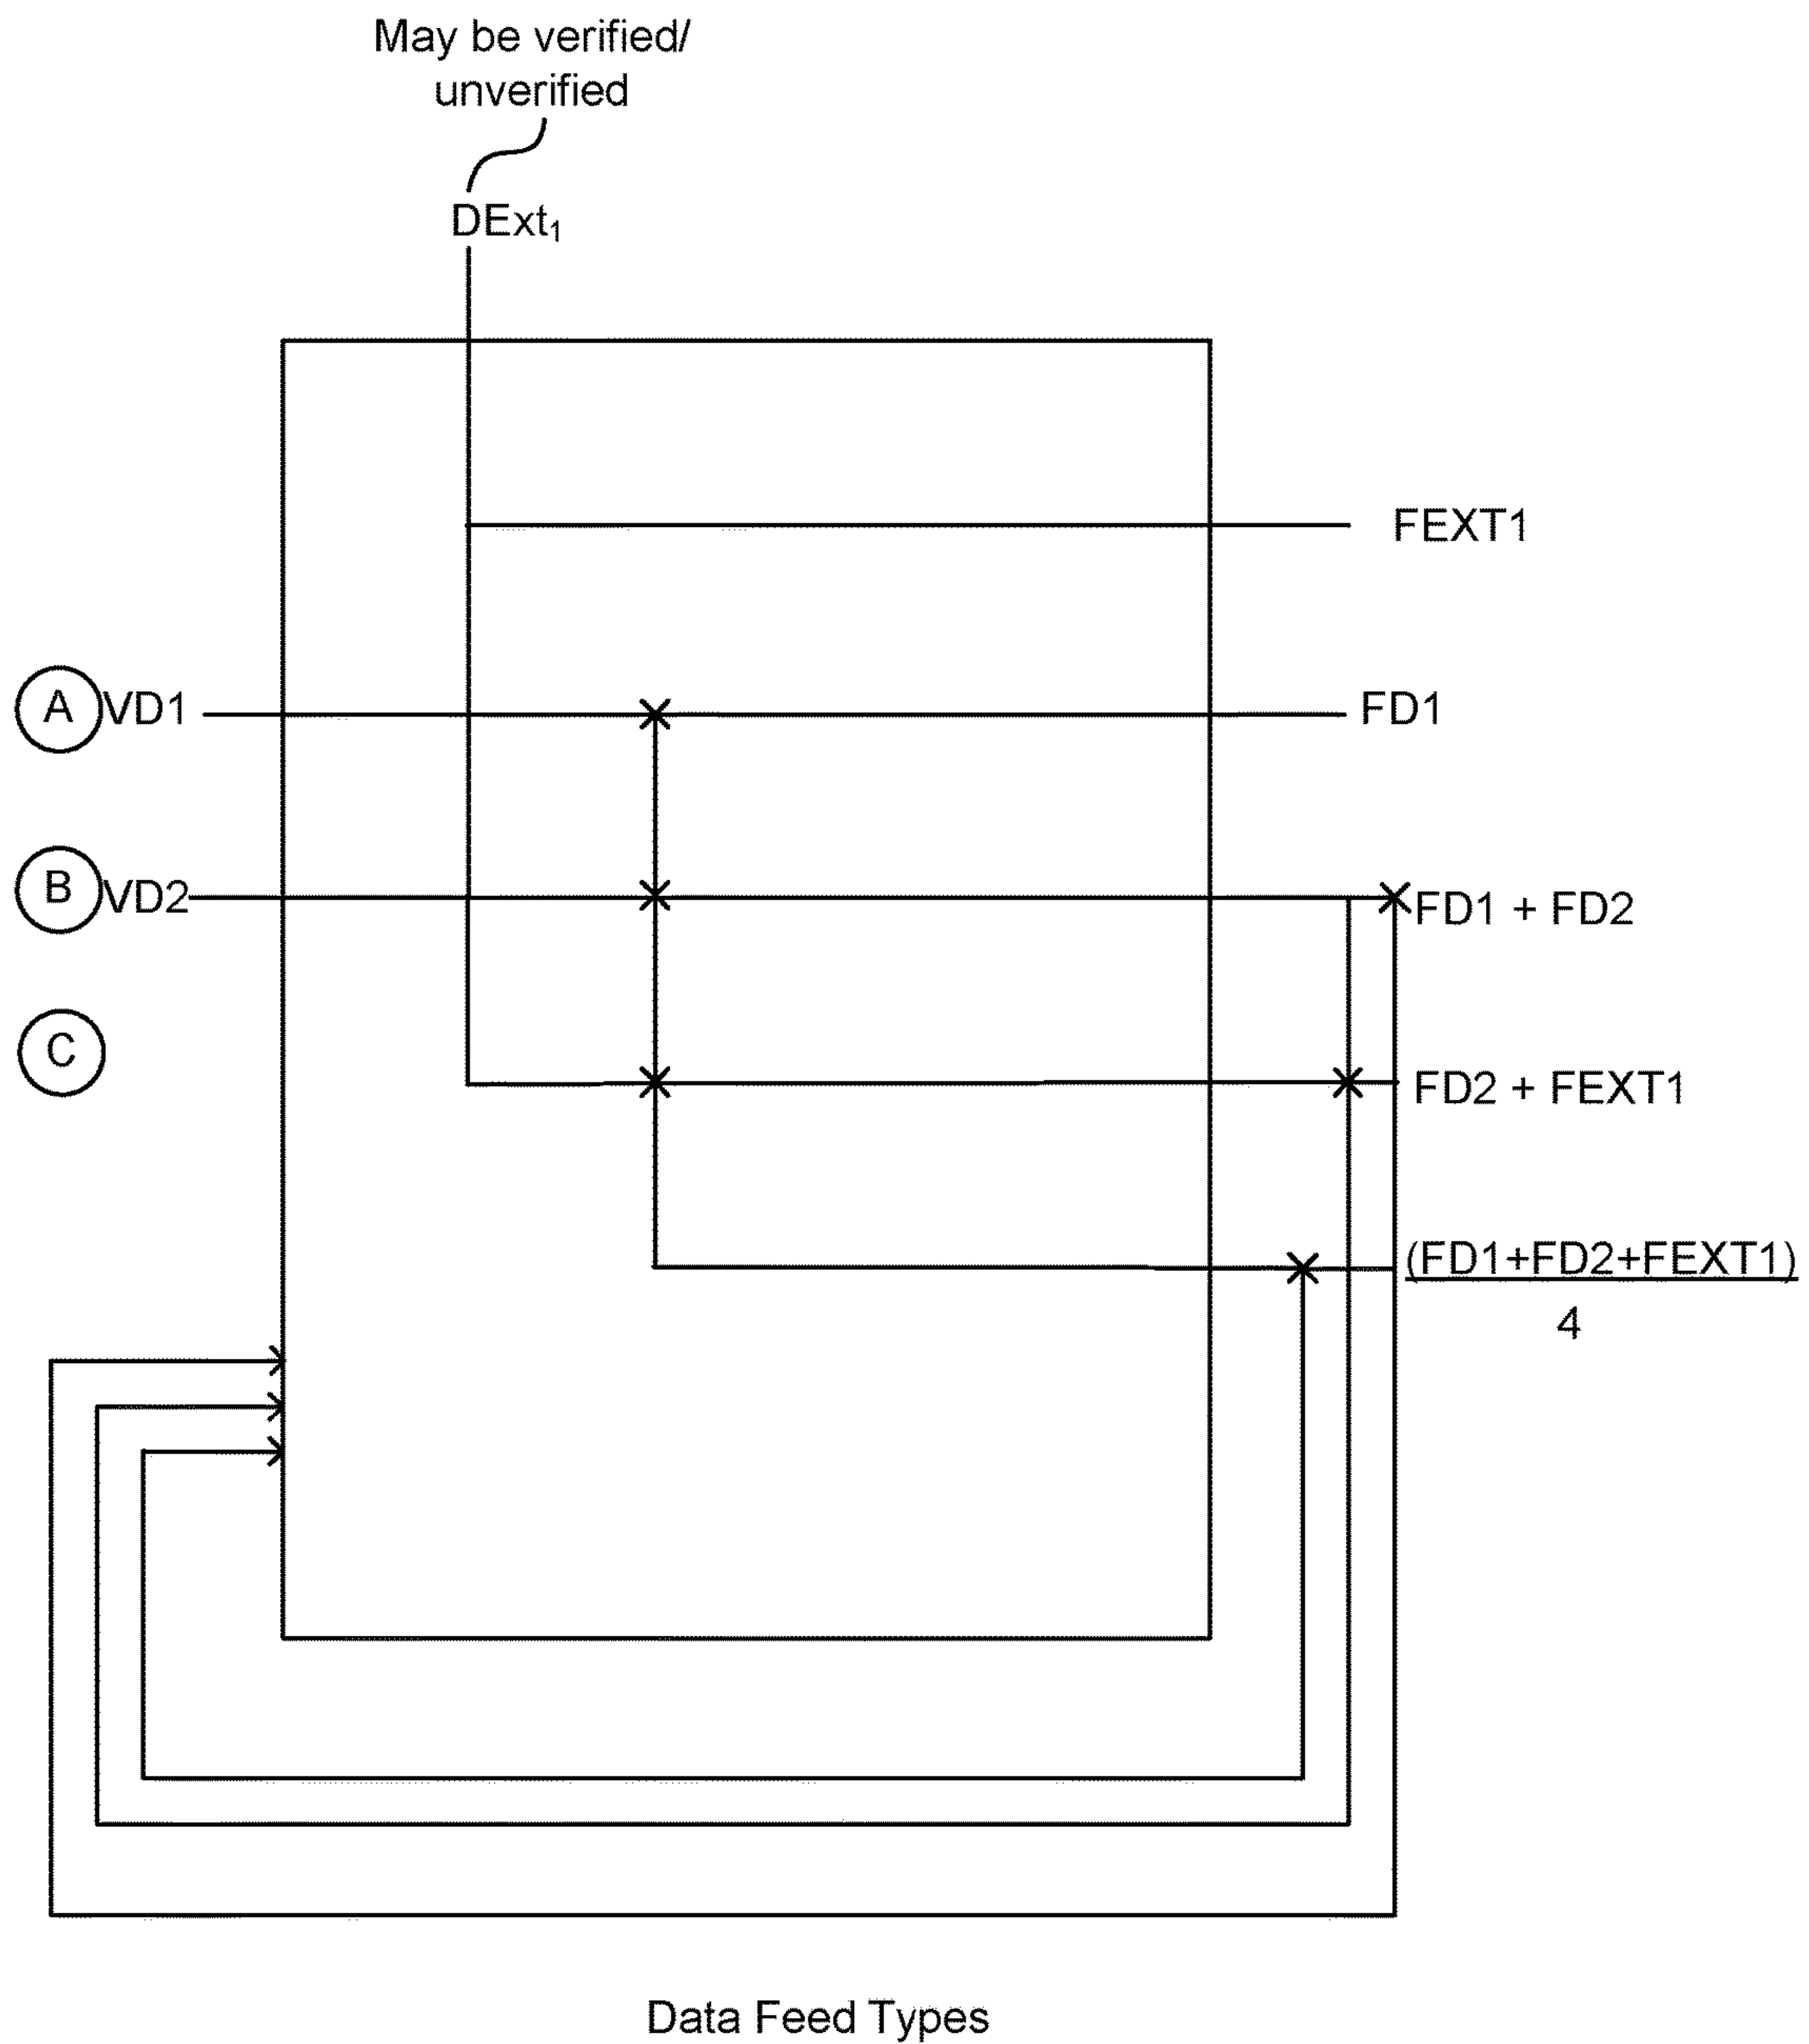 May be verified/
unverified
DExt₁
FEXT1
A VD1 FD1
B VD2 FD1 + FD2
C
FD2 + FEXT1
(FD1+FD2+FEXT1)
4
Data Feed Types